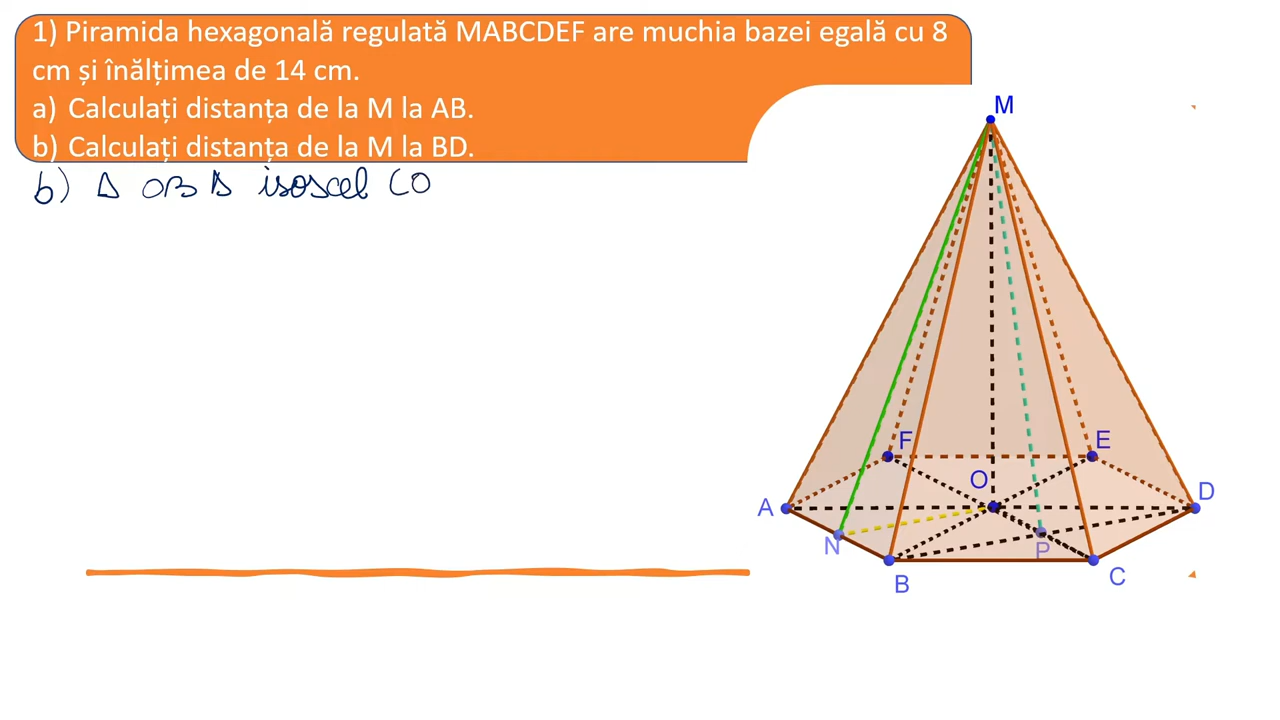 1) Piramida hexagonală regulată MABCDEF are muchia bazei egală cu 8
cm și înălțimea de 14 cm.
a) Calculați distanța de la M la AB.
b) Calculați distanța de la M la BD.
b) Δ OBD isoscel (O
M
F
E
O
A
D
N
P
B
C